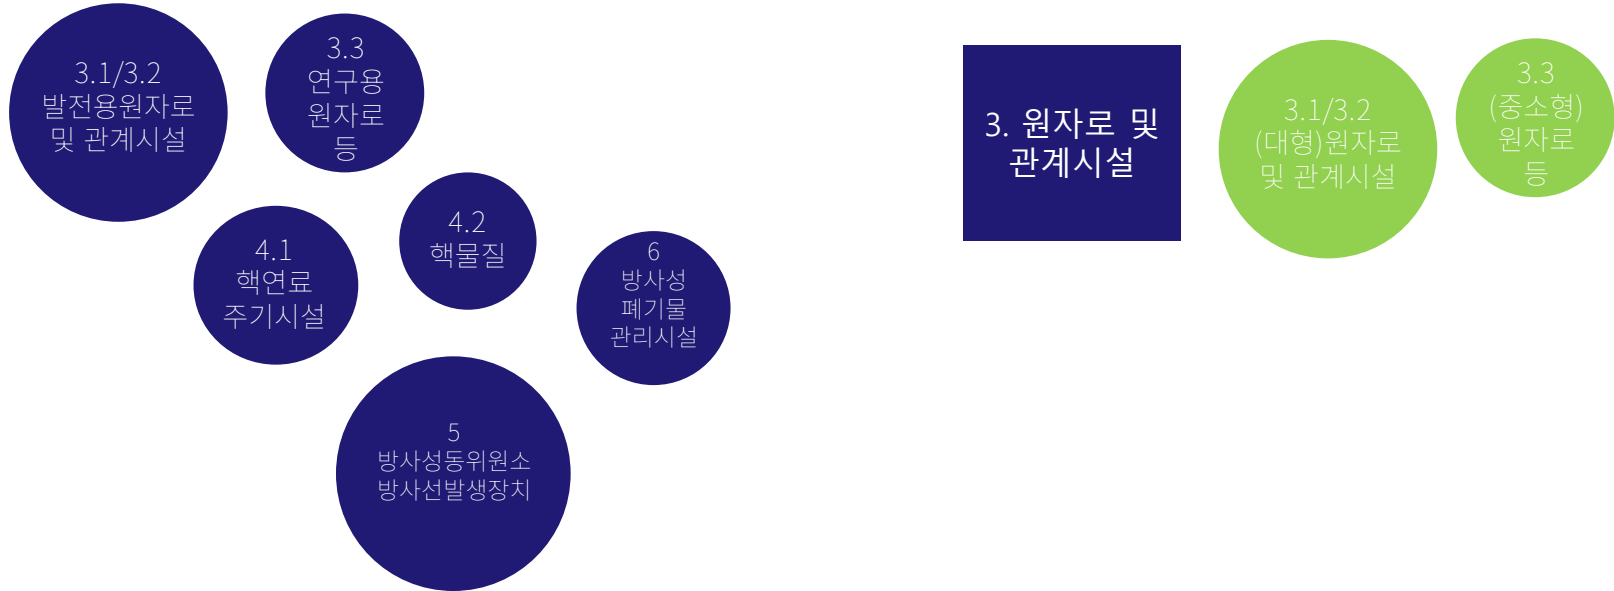 3.1/3.2
발전용원자로
및 관계시설
3.3
연구용
원자로
등
4.1
핵연료
주기시설
4.2
핵물질
6
방사성
폐기물
관리시설
5
방사성동위원소
방사선발생장치
3. 원자로 및
관계시설
3.1/3.2
(대형)원자로
및 관계시설
3.3
(중소형)
원자로
등